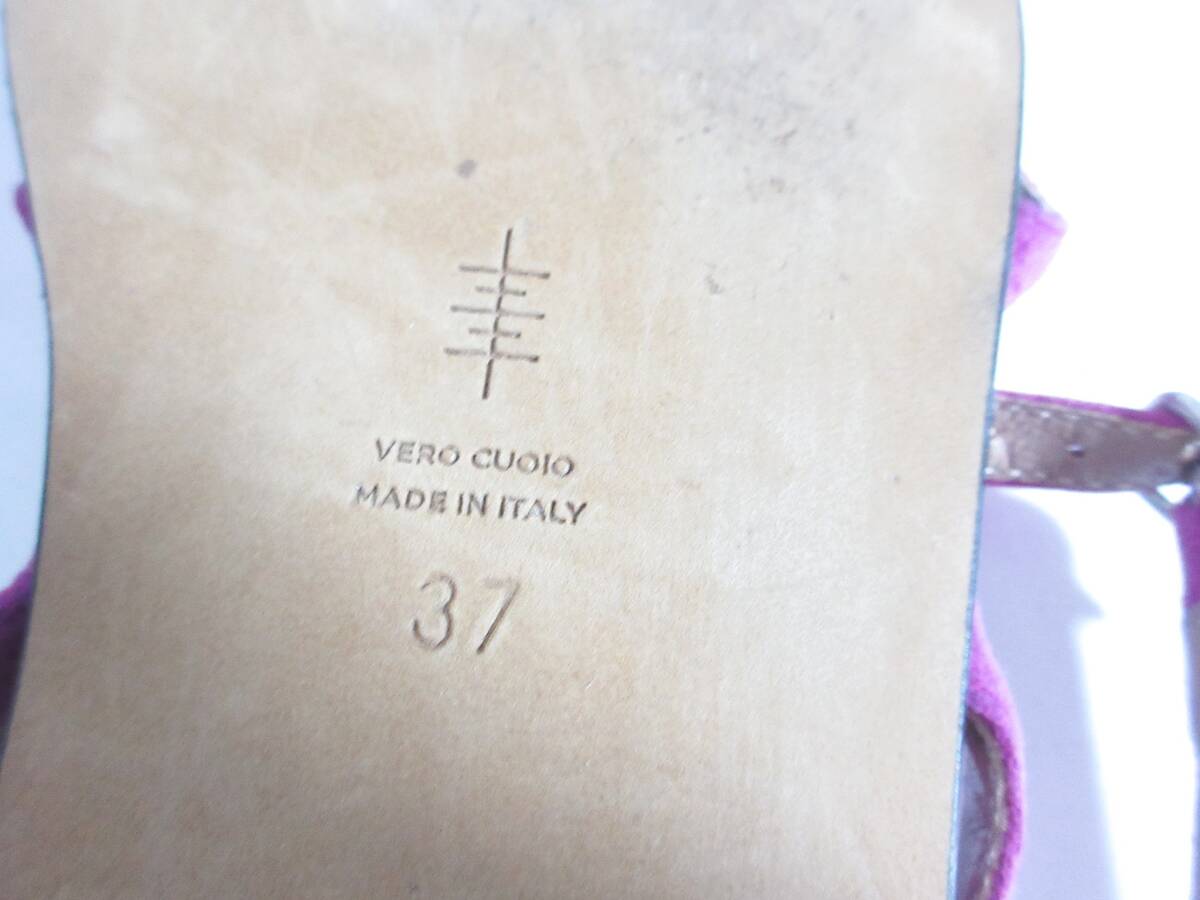 VERO CUOIO
MADE IN ITALY
37